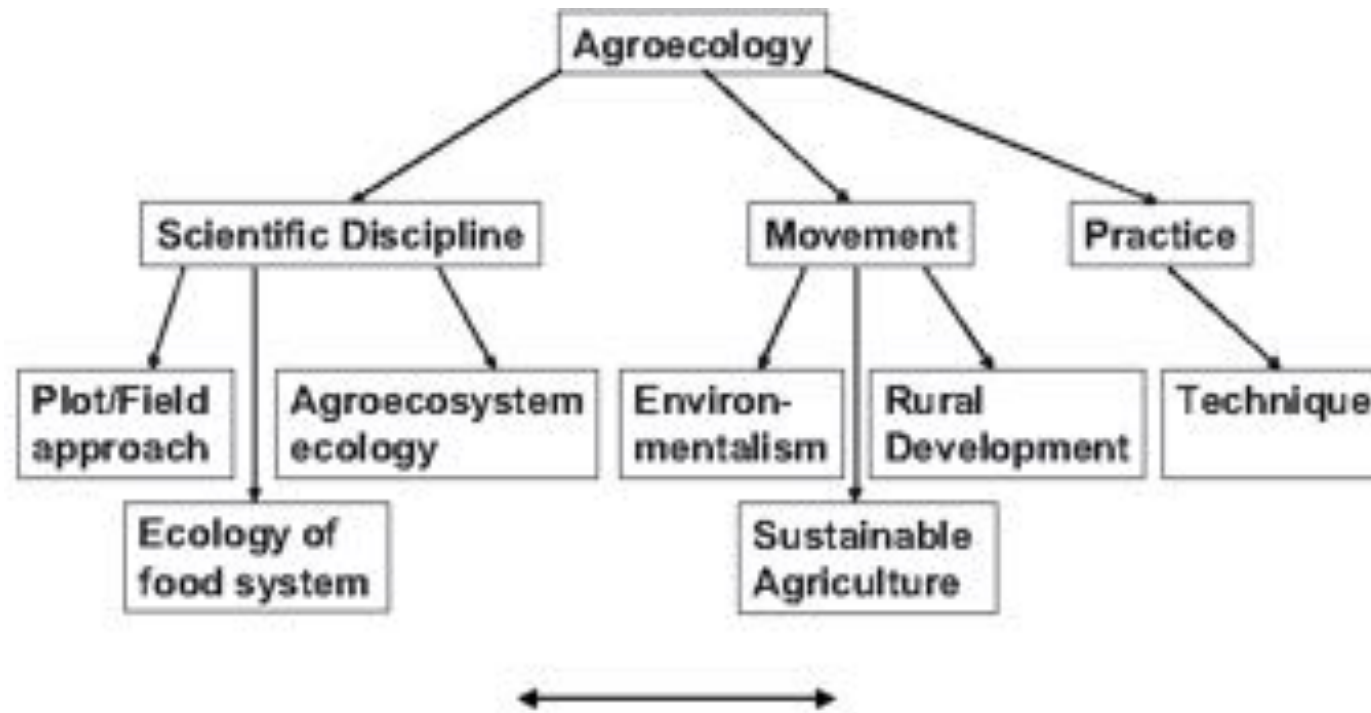 Agroecology
Scientific Discipline
Movement
Practice
Plot/Field
approach
Agroecosystem
ecology
Environ-
mentalism
Rural
Development
Technique
Ecology of
food system
Sustainable
Agriculture